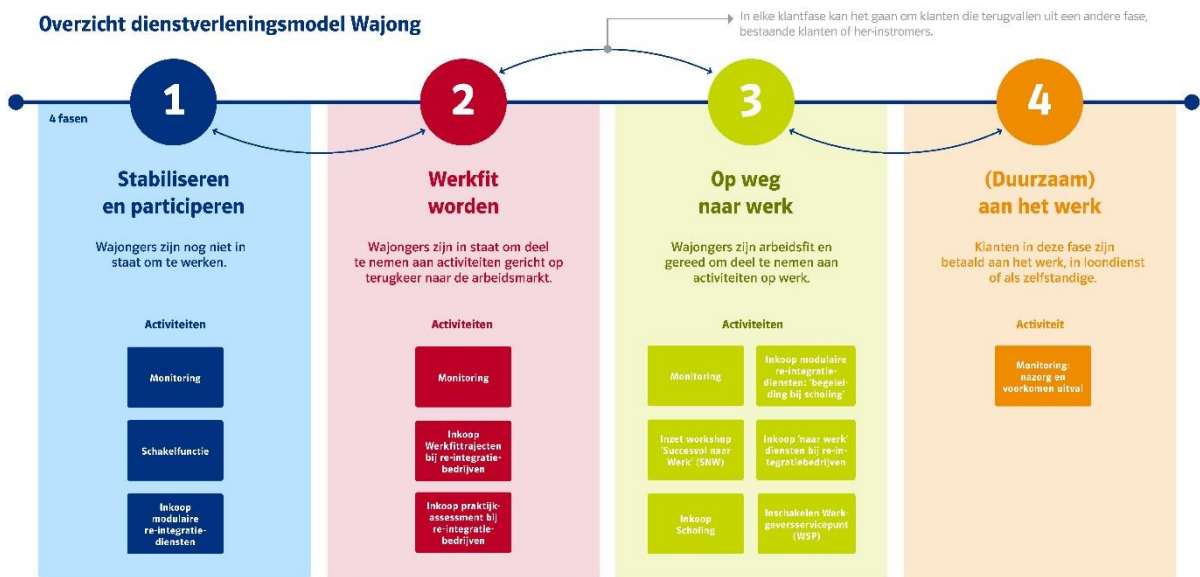 Overzicht dienstverleningsmodel Wajong
In elke klantfase kan het gaan om klanten die terugvallen uit een andere fase,
bestaande klanten of her-instromers.
4 fasen
1
Stabiliseren
en participeren
Wajongers zijn nog niet in
staat om te werken.
Activiteiten
Monitoring
Schakelfunctie
Inkoop
modulaire
re-integratie-
diensten
2
Werkfit
worden
Wajongers zijn in staat om deel
te nemen aan activiteiten gericht op
terugkeer naar de arbeidsmarkt.
Activiteiten
Monitoring
Inkoop
Werkfittrajecten
bij re-integratie-
bedrijven
Inkoop praktijk-
assessment bij
re-integratie-
bedrijven
3
Op weg
naar werk
Wajongers zijn arbeidsfit en
gereed om deel te nemen aan
activiteiten op werk.
Activiteiten
Monitoring
Inkoop modulaire
re-integratie-
diensten: 'begelei-
ding bij scholing'
Inzet workshop
'Succesvol naar
Werk' (SNW)
Inkoop 'naar werk'
diensten bij re-in-
tegratiebedrijven
Inkoop
Scholing
Inschakelen Werk-
geversservicepunt
(WSP)
4
(Duurzaam)
aan het werk
Klanten in deze fase zijn
betaald aan het werk, in loondienst
of als zelfstandige.
Activiteit
Monitoring:
nazorg en
voorkomen uitval